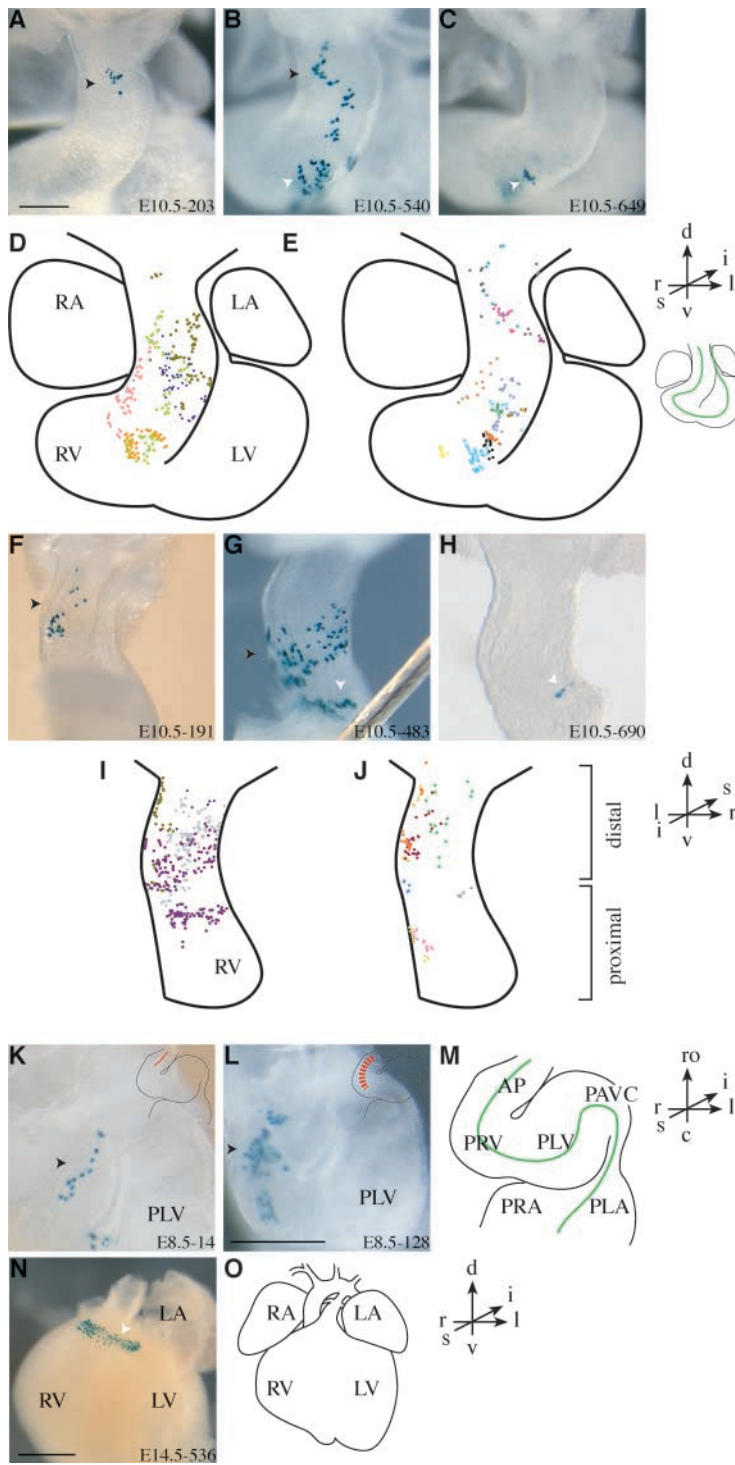 A B C
E10.5-203 E10.5-540 E10.5-649
D E
d
i
r l
s
v
RA LA
RV LV
F G H
E10.5-191 E10.5-483 E10.5-690
I J
d
s
l r
i
v
distal
proximal
RV
K L M
ro
i
r l
s
c
AP PAVC
PRV PLV
PRA PLA
PLV PLV
E8.5-14 E8.5-128
N O
d
i
r l
s
v
LA RA LA
RV LV RV LV
E14.5-536